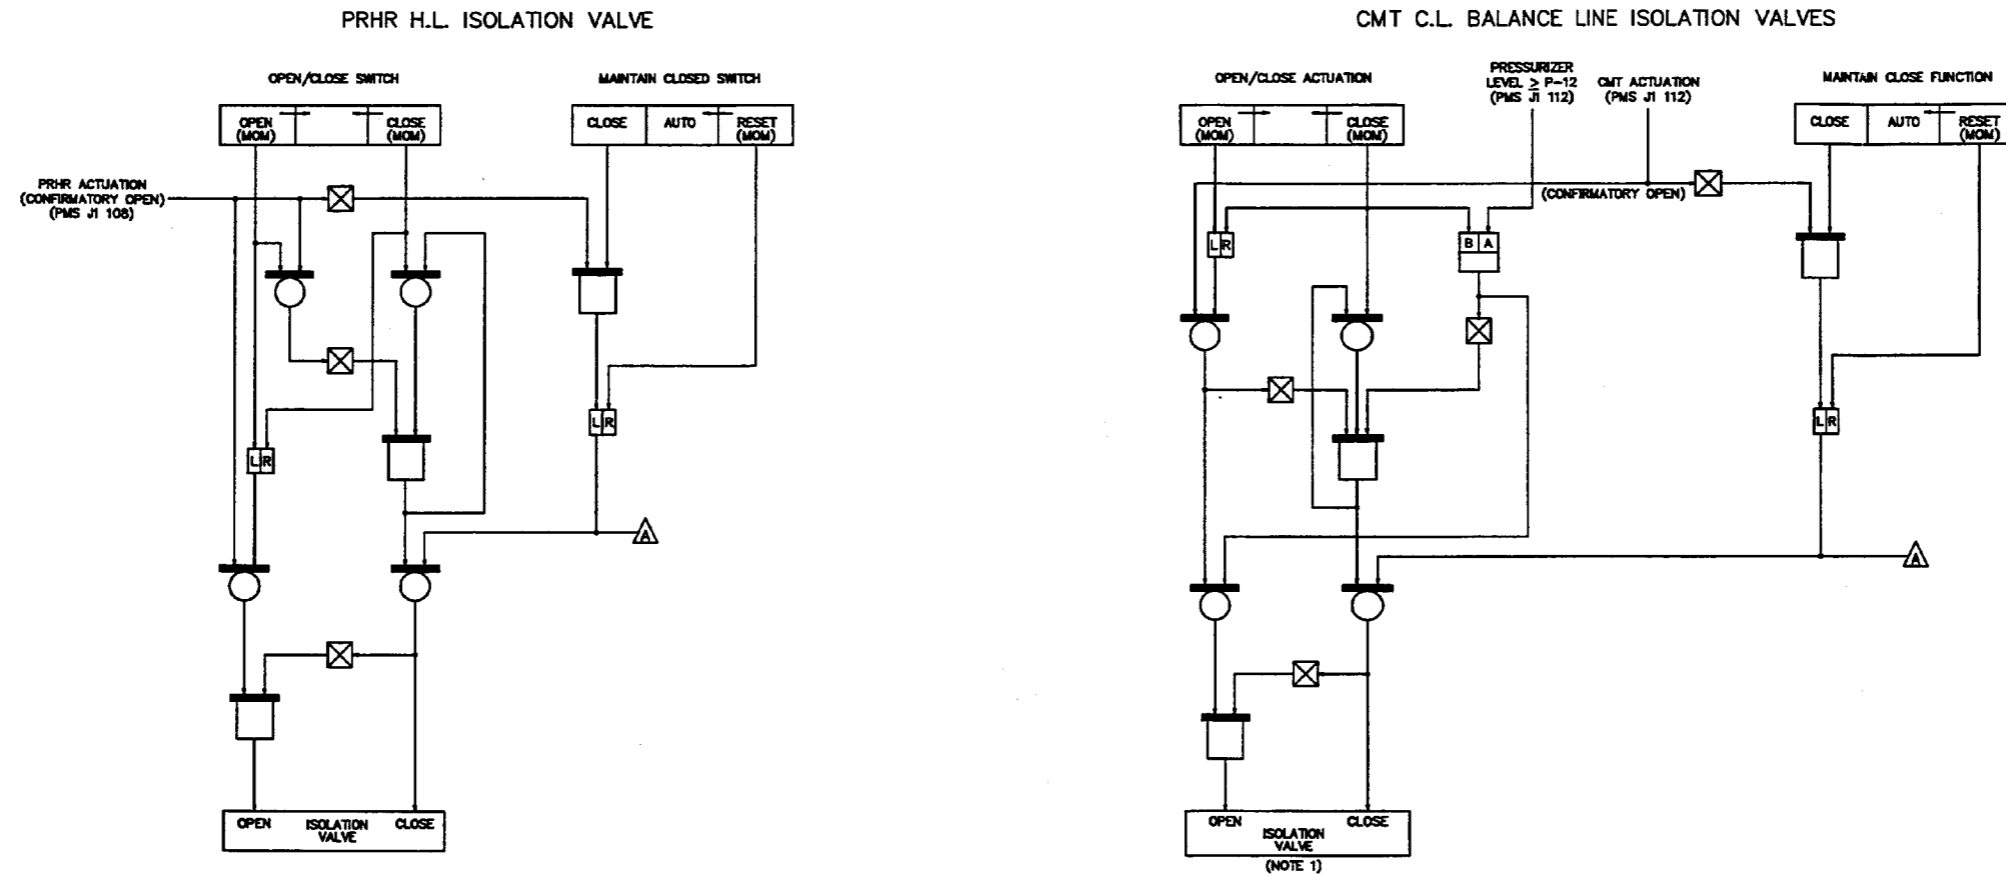 PRHR H.L. ISOLATION VALVE
OPEN/CLOSE SWITCH
MAINTAIN CLOSED SWITCH
OPEN
(MOM)
CLOSE
(MOM)
CLOSE
AUTO
RESET
(MOM)
PRHR ACTUATION
(CONFIRMATORY OPEN)
(PMS J1 108)
L R
L R
A
OPEN
ISOLATION
VALVE
CLOSE
CMT C.L. BALANCE LINE ISOLATION VALVES
OPEN/CLOSE ACTUATION
PRESSURIZER
LEVEL ≥ P-12
(PMS J1 112)
CMT ACTUATION
(PMS J1 112)
MAINTAIN CLOSE FUNCTION
OPEN
(MOM)
CLOSE
(MOM)
CLOSE
AUTO
RESET
(MOM)
(CONFIRMATORY OPEN)
L R
B A
L R
A
OPEN
ISOLATION
VALVE
CLOSE
(NOTE 1)